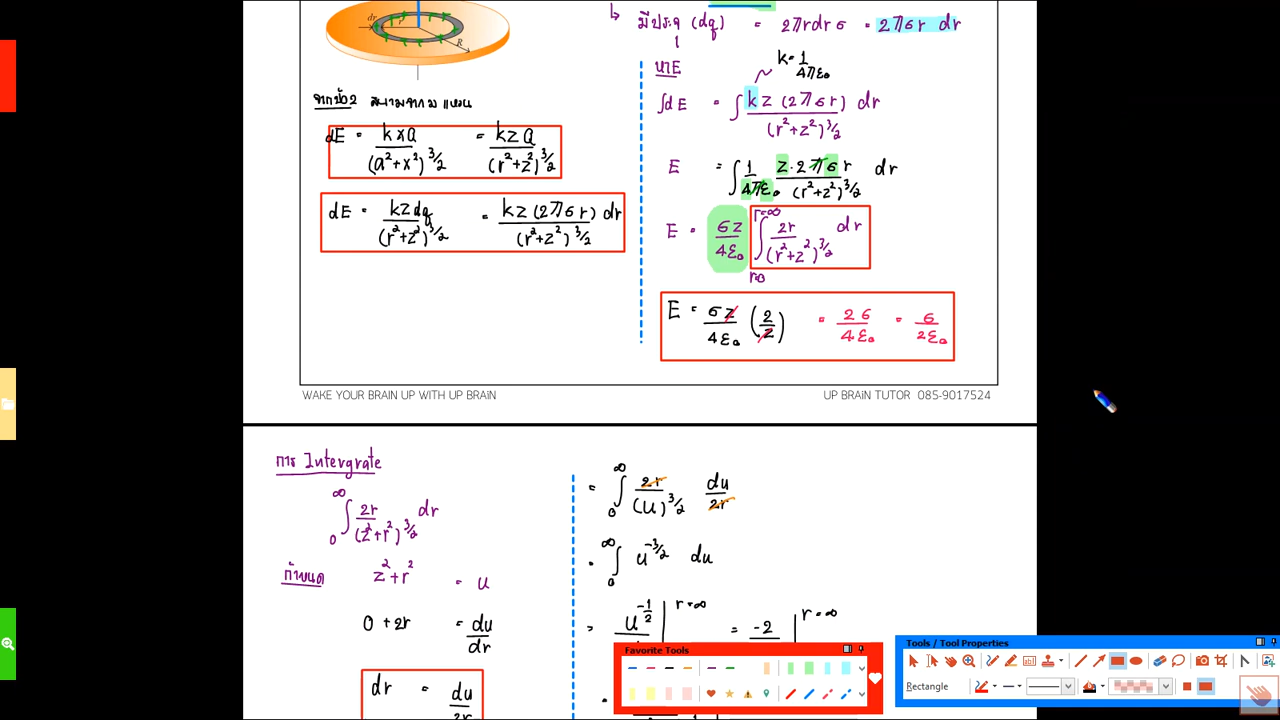 dr r R
↳ มีประจุ (dq) = 2πrdrσ = 2πσr dr
จากข้อ2 สนามจากวงแหวน
dE = kxQ/(a²+x²)^3/2 = kzQ/(r²+z²)^3/2
dE = kzdq/(r²+z²)^3/2 = kz(2πσr)dr/(r²+z²)^3/2
หาE
k = 1/4πε₀
∫dE = ∫ kz(2πσr)/(r²+z²)^3/2 dr
E = ∫ 1/4πε₀ z·2πσr/(r²+z²)^3/2 dr
E = σz/4ε₀ ∫ r=0 r=∞ 2r/(r²+z²)^3/2 dr
E = σz/4ε₀ (2/z) = 2σ/4ε₀ = σ/2ε₀
WAKE YOUR BRAIN UP WITH UP BRAIN
UP BRAIN TUTOR 085-9017524
การ Intergrate
∫ 0 ∞ 2r/(z²+r²)^3/2 dr
กำหนด z²+r² = u
0 + 2r = du/dr
dr = du/2r
= ∫ 0 ∞ 2r/(u)^3/2 du/2r
= ∫ 0 ∞ u^-3/2 du
= u^-1/2 | r=∞ = -2 | r=∞
Favorite Tools
Tools / Tool Properties
Rectangle